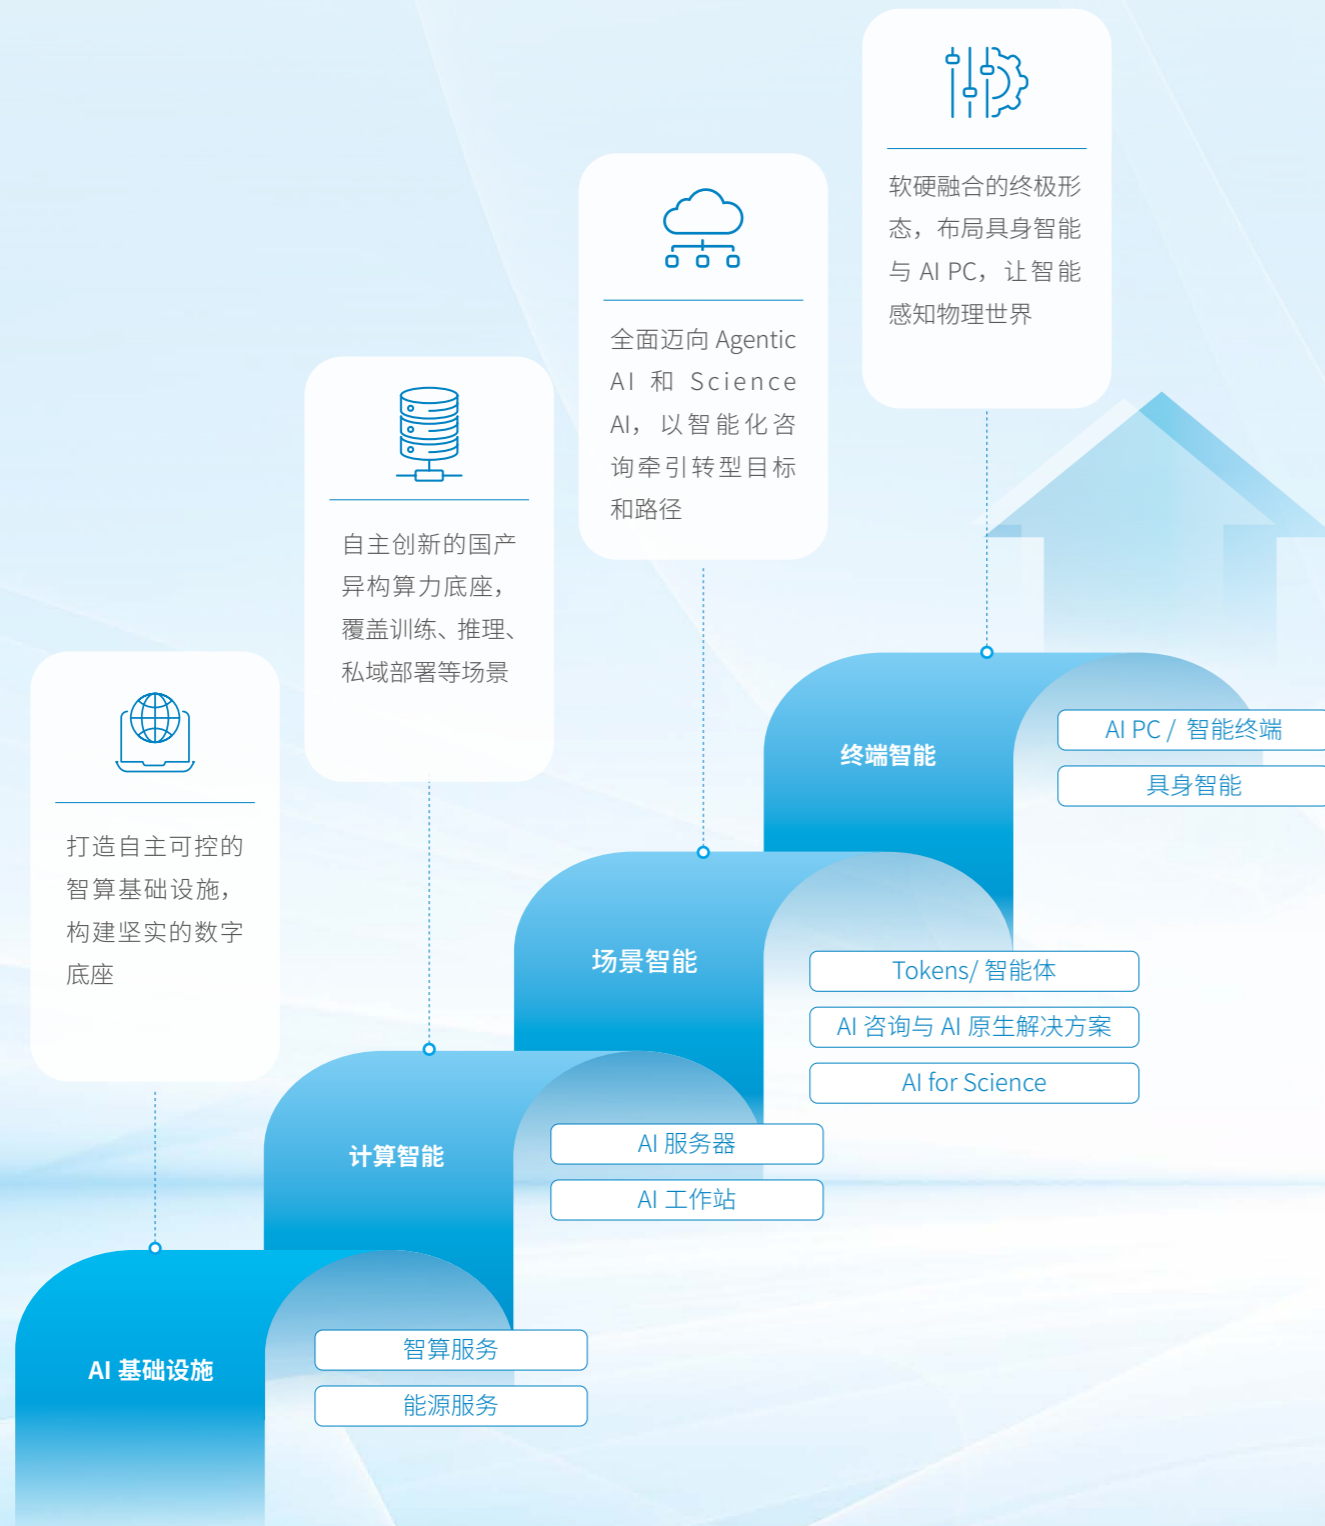 软硬融合的终极形
态，布局具身智能
与 AI PC，让智能
感知物理世界
全面迈向 Agentic
AI 和 Science
AI，以智能化咨
询牵引转型目标
和路径
自主创新的国产
异构算力底座，
覆盖训练、推理、
私域部署等场景
打造自主可控的
智算基础设施，
构建坚实的数字
底座
终端智能
AI PC / 智能终端
具身智能
场景智能
Tokens/ 智能体
AI 咨询与 AI 原生解决方案
AI for Science
计算智能
AI 服务器
AI 工作站
AI 基础设施
智算服务
能源服务